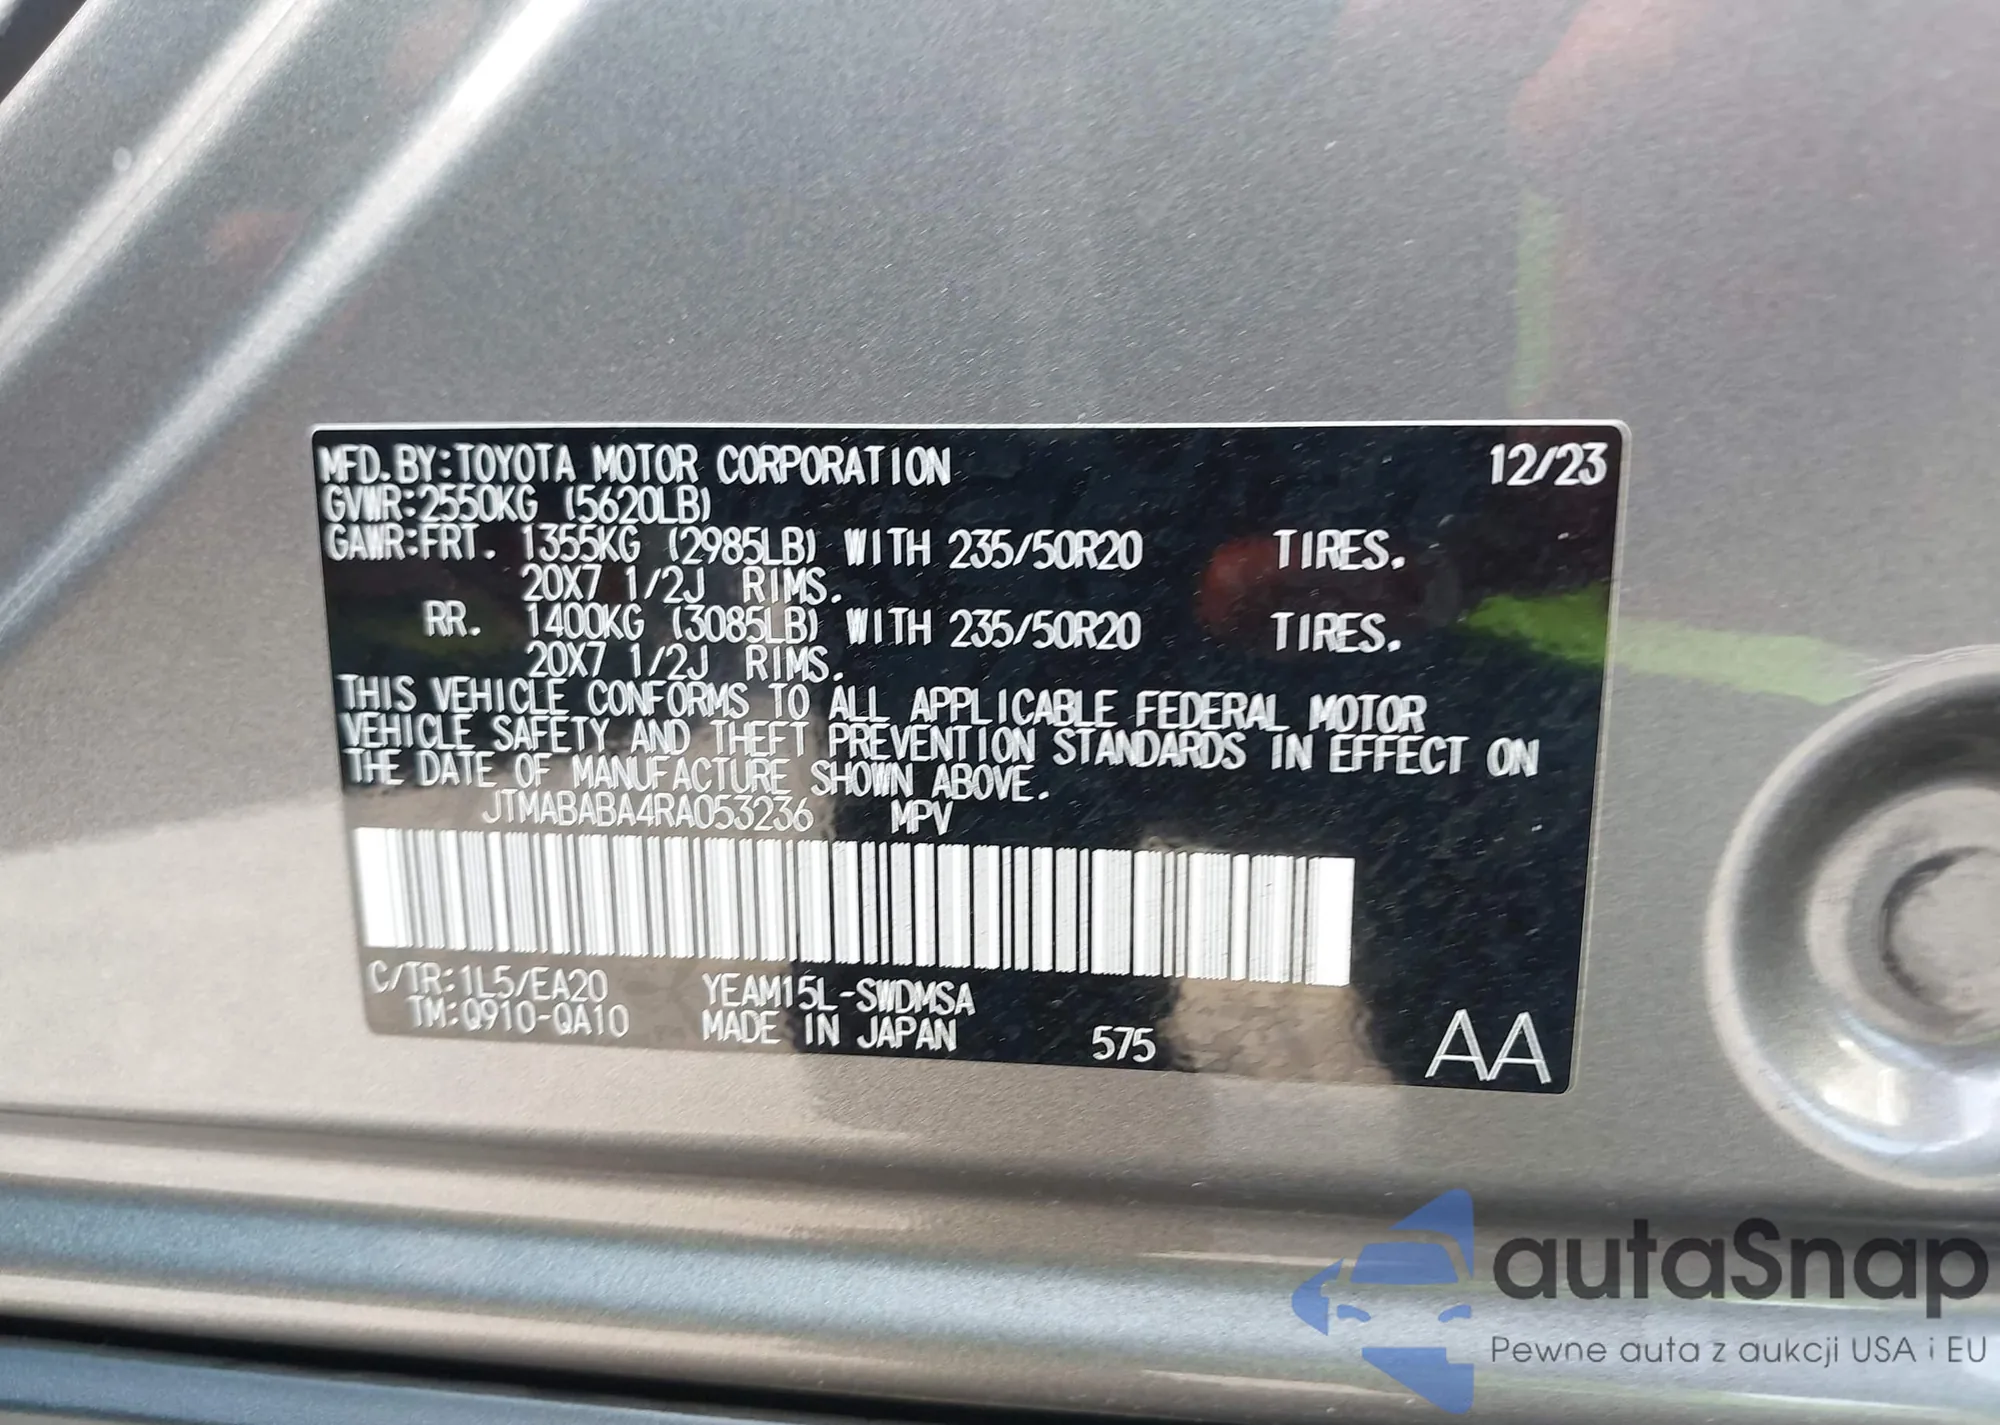 MFD.BY:TOYOTA MOTOR CORPORATION 12/23
GVWR:2550KG (5620LB)
GAWR:FRT. 1355KG (2985LB) WITH 235/50R20 TIRES.
20X7 1/2J RIMS.
RR. 1400KG (3085LB) WITH 235/50R20 TIRES.
20X7 1/2J RIMS.
THIS VEHICLE CONFORMS TO ALL APPLICABLE FEDERAL MOTOR
VEHICLE SAFETY AND THEFT PREVENTION STANDARDS IN EFFECT ON
THE DATE OF MANUFACTURE SHOWN ABOVE.
JTMABABA4RA053236 MPV
C/TR:1L5/EA20 YEAM15L-SWDMSA
TM:Q910-QA10 MADE IN JAPAN 575 AA
autaSnap
Pewne auta z aukcji USA i EU